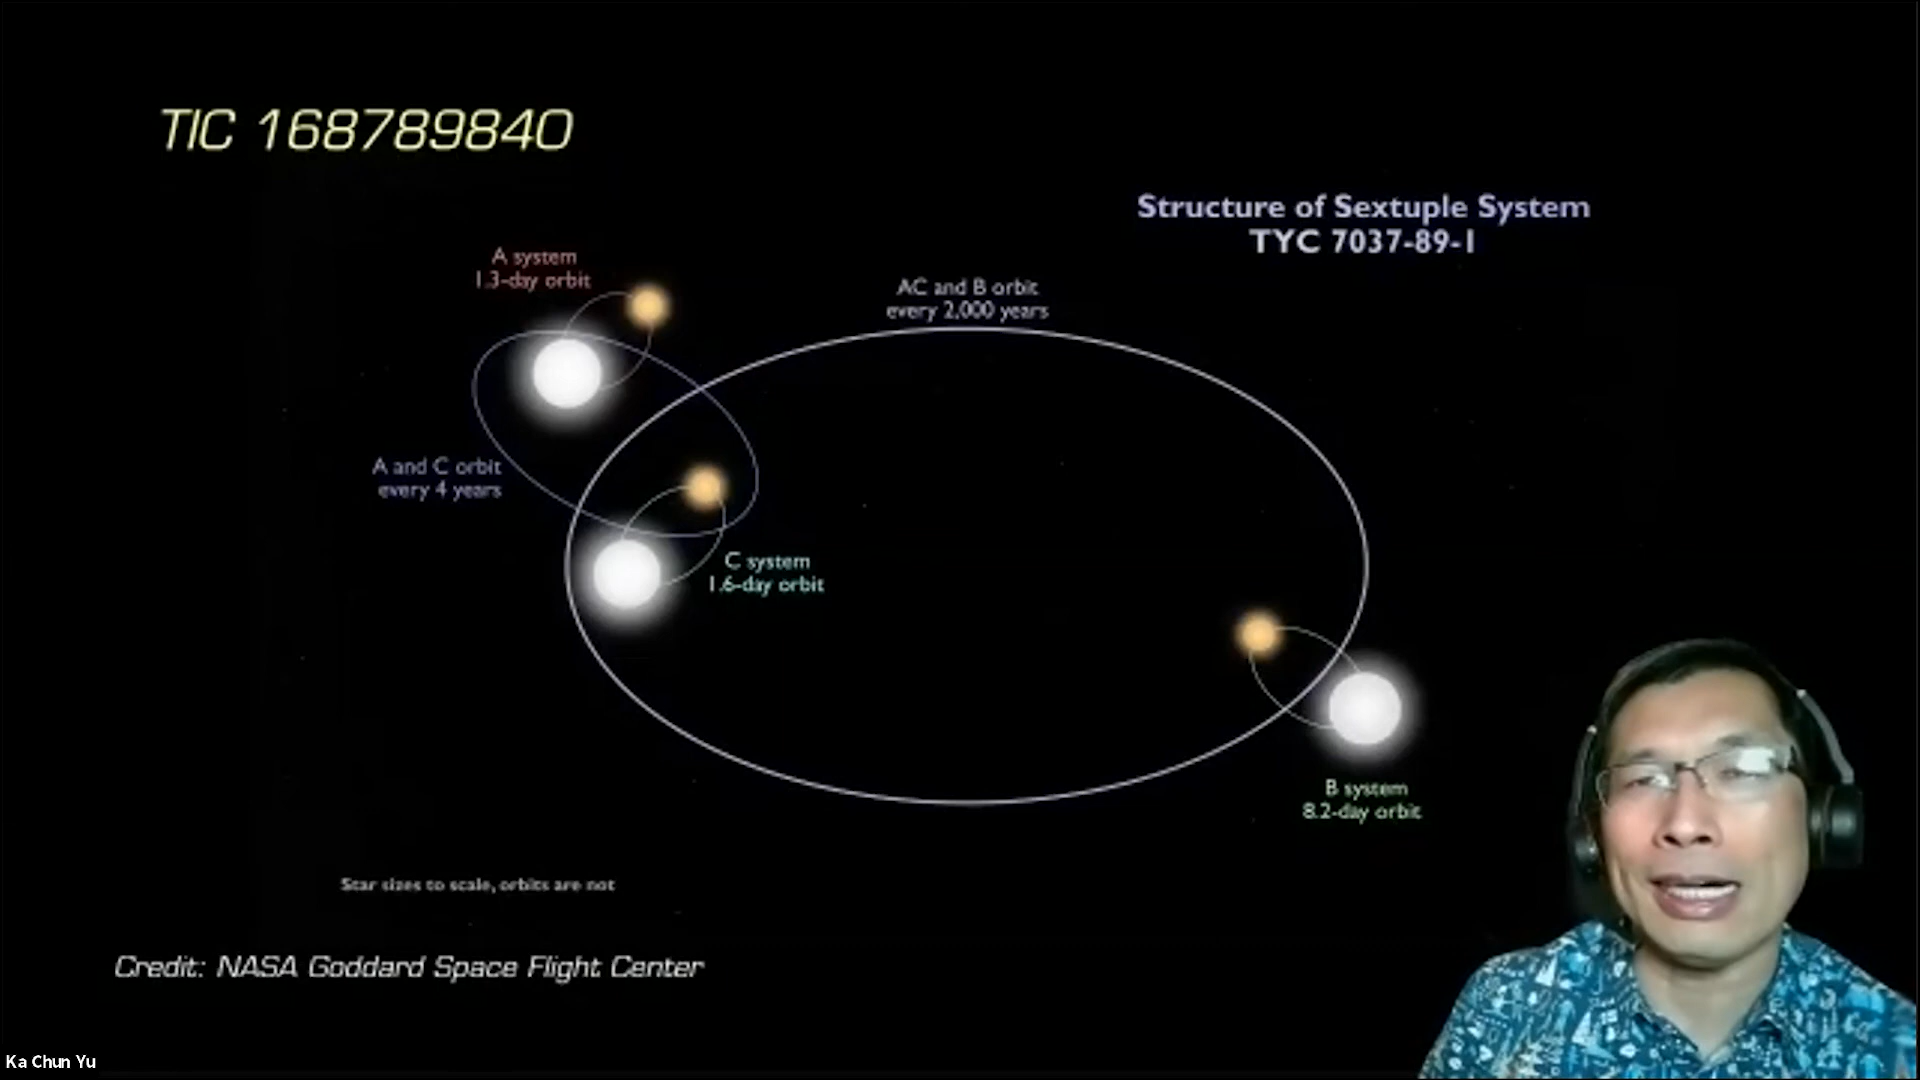 TIC 168789840
Structure of Sextuple System
TYC 7037-89-1
A system
1.3-day orbit
AC and B orbit
every 2,000 years
A and C orbit
every 4 years
C system
1.6-day orbit
B system
8.2-day orbit
Star sizes to scale, orbits are not
Credit: NASA Goddard Space Flight Center
Ka Chun Yu